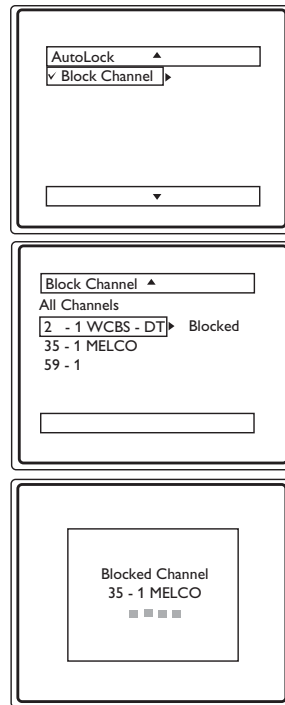 AutoLock
Block Channel
Block Channel
All Channels
2 - 1 WCBS - DT Blocked
35 - 1 MELCO
59 - 1
Blocked Channel
35 - 1 MELCO